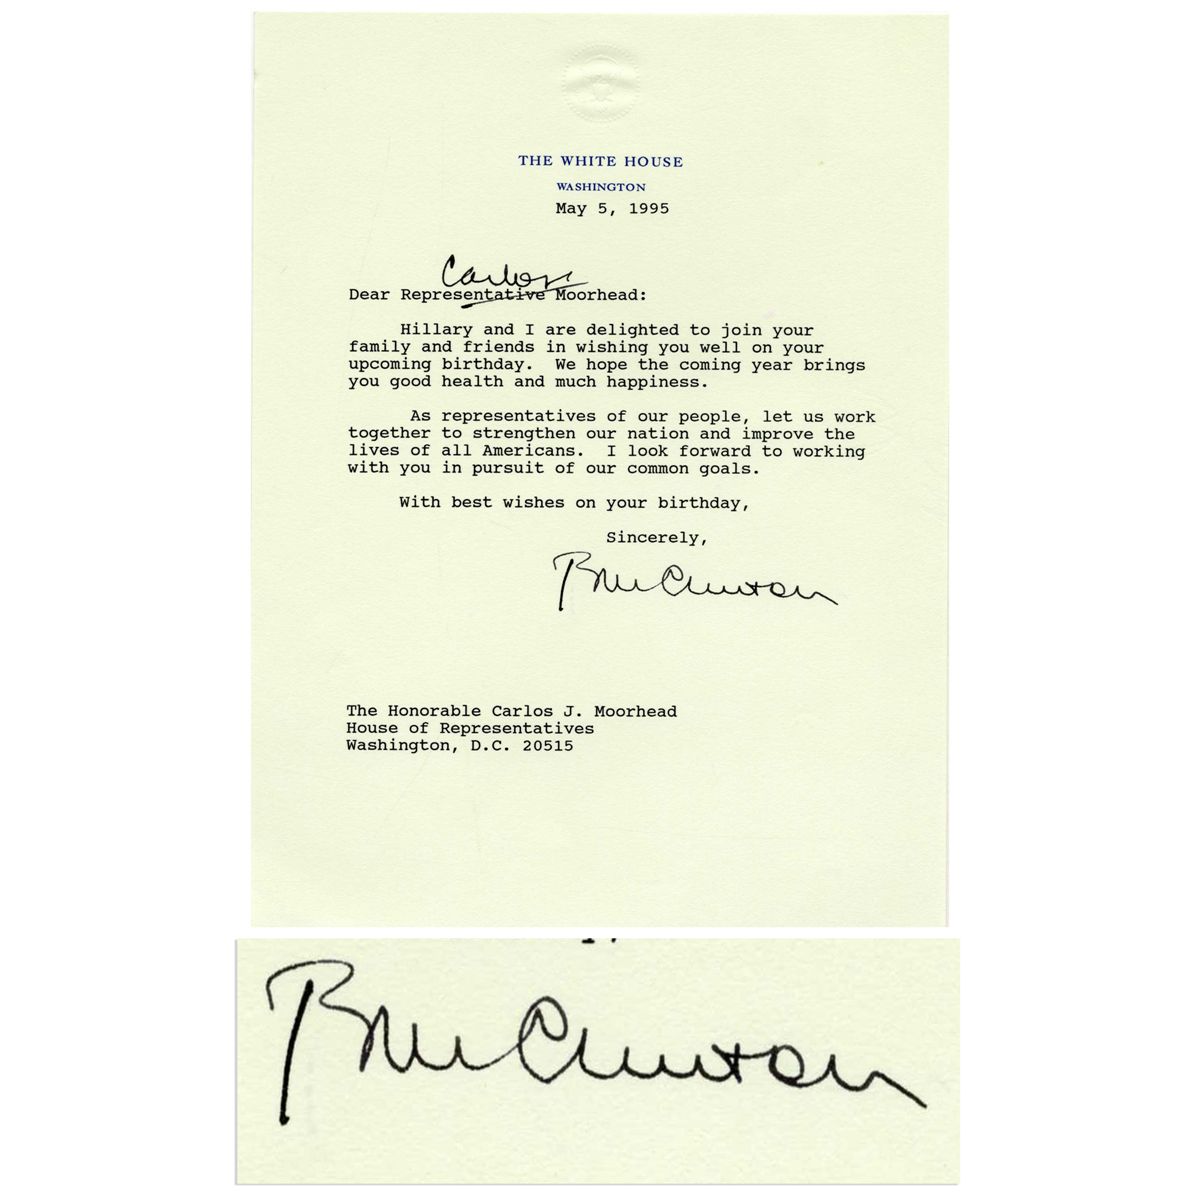 THE WHITE HOUSE
WASHINGTON
May 5, 1995
Carlos
Dear Representative Moorhead:
Hillary and I are delighted to join your
family and friends in wishing you well on your
upcoming birthday. We hope the coming year brings
you good health and much happiness.
As representatives of our people, let us work
together to strengthen our nation and improve the
lives of all Americans. I look forward to working
with you in pursuit of our common goals.
With best wishes on your birthday,
Sincerely,
Bill Clinton
The Honorable Carlos J. Moorhead
House of Representatives
Washington, D.C. 20515
Bill Clinton